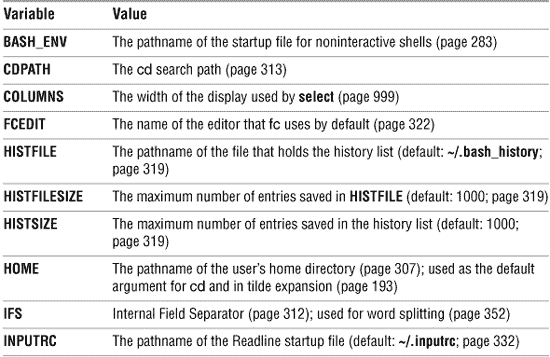 Variable Value
BASH_ENV The pathname of the startup file for noninteractive shells (page 283)
CDPATH The cd search path (page 313)
COLUMNS The width of the display used by select (page 999)
FCEDIT The name of the editor that fc uses by default (page 322)
HISTFILE The pathname of the file that holds the history list (default: ~/.bash_history;
page 319)
HISTFILESIZE The maximum number of entries saved in HISTFILE (default: 1000; page 319)
HISTSIZE The maximum number of entries saved in the history list (default: 1000;
page 319)
HOME The pathname of the user's home directory (page 307); used as the default
argument for cd and in tilde expansion (page 193)
IFS Internal Field Separator (page 312); used for word splitting (page 352)
INPUTRC The pathname of the Readline startup file (default: ~/.inputrc; page 332)